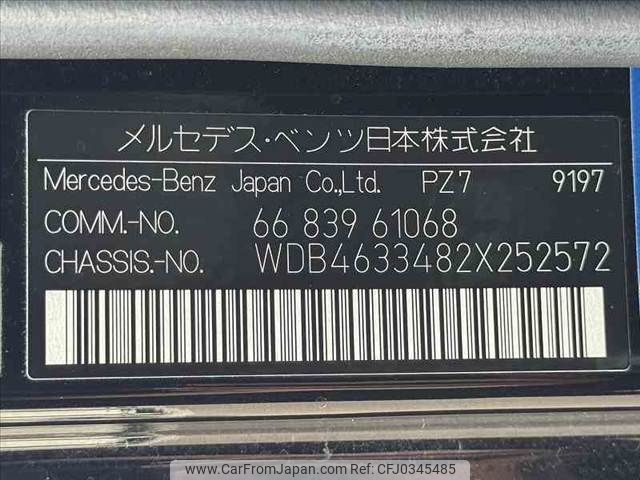 メルセデス・ベンツ日本株式会社
Mercedes-Benz Japan Co.,Ltd. PZ7 9197
COMM.-NO. 66 839 61068
CHASSIS.-NO. WDB4633482X252572
www.CarFromJapan.com - CFJ0345485